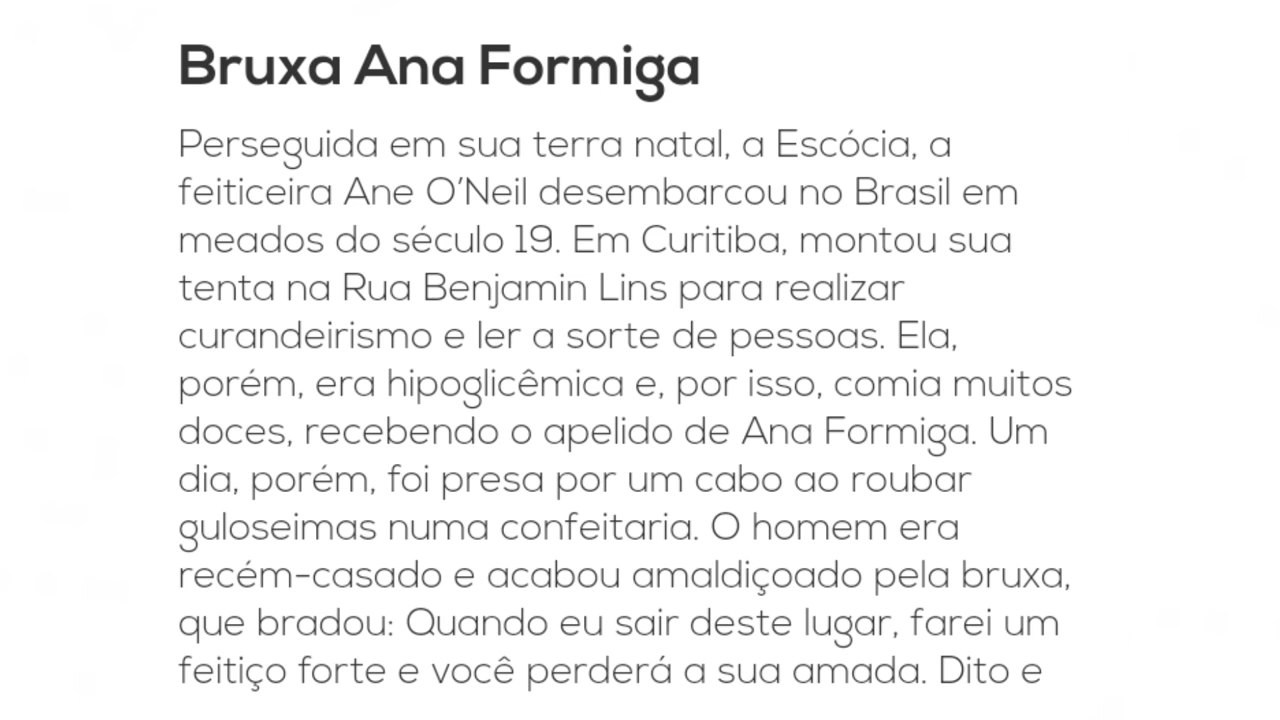 Bruxa Ana Formiga
Perseguida em sua terra natal, a Escócia, a
feiticeira Ane O’Neil desembarcou no Brasil em
meados do século 19. Em Curitiba, montou sua
tenta na Rua Benjamin Lins para realizar
curandeirismo e ler a sorte de pessoas. Ela,
porém, era hipoglicêmica e, por isso, comia muitos
doces, recebendo o apelido de Ana Formiga. Um
dia, porém, foi presa por um cabo ao roubar
guloseimas numa confeitaria. O homem era
recém-casado e acabou amaldiçoado pela bruxa,
que bradou: Quando eu sair deste lugar, farei um
feitiço forte e você perderá a sua amada. Dito e